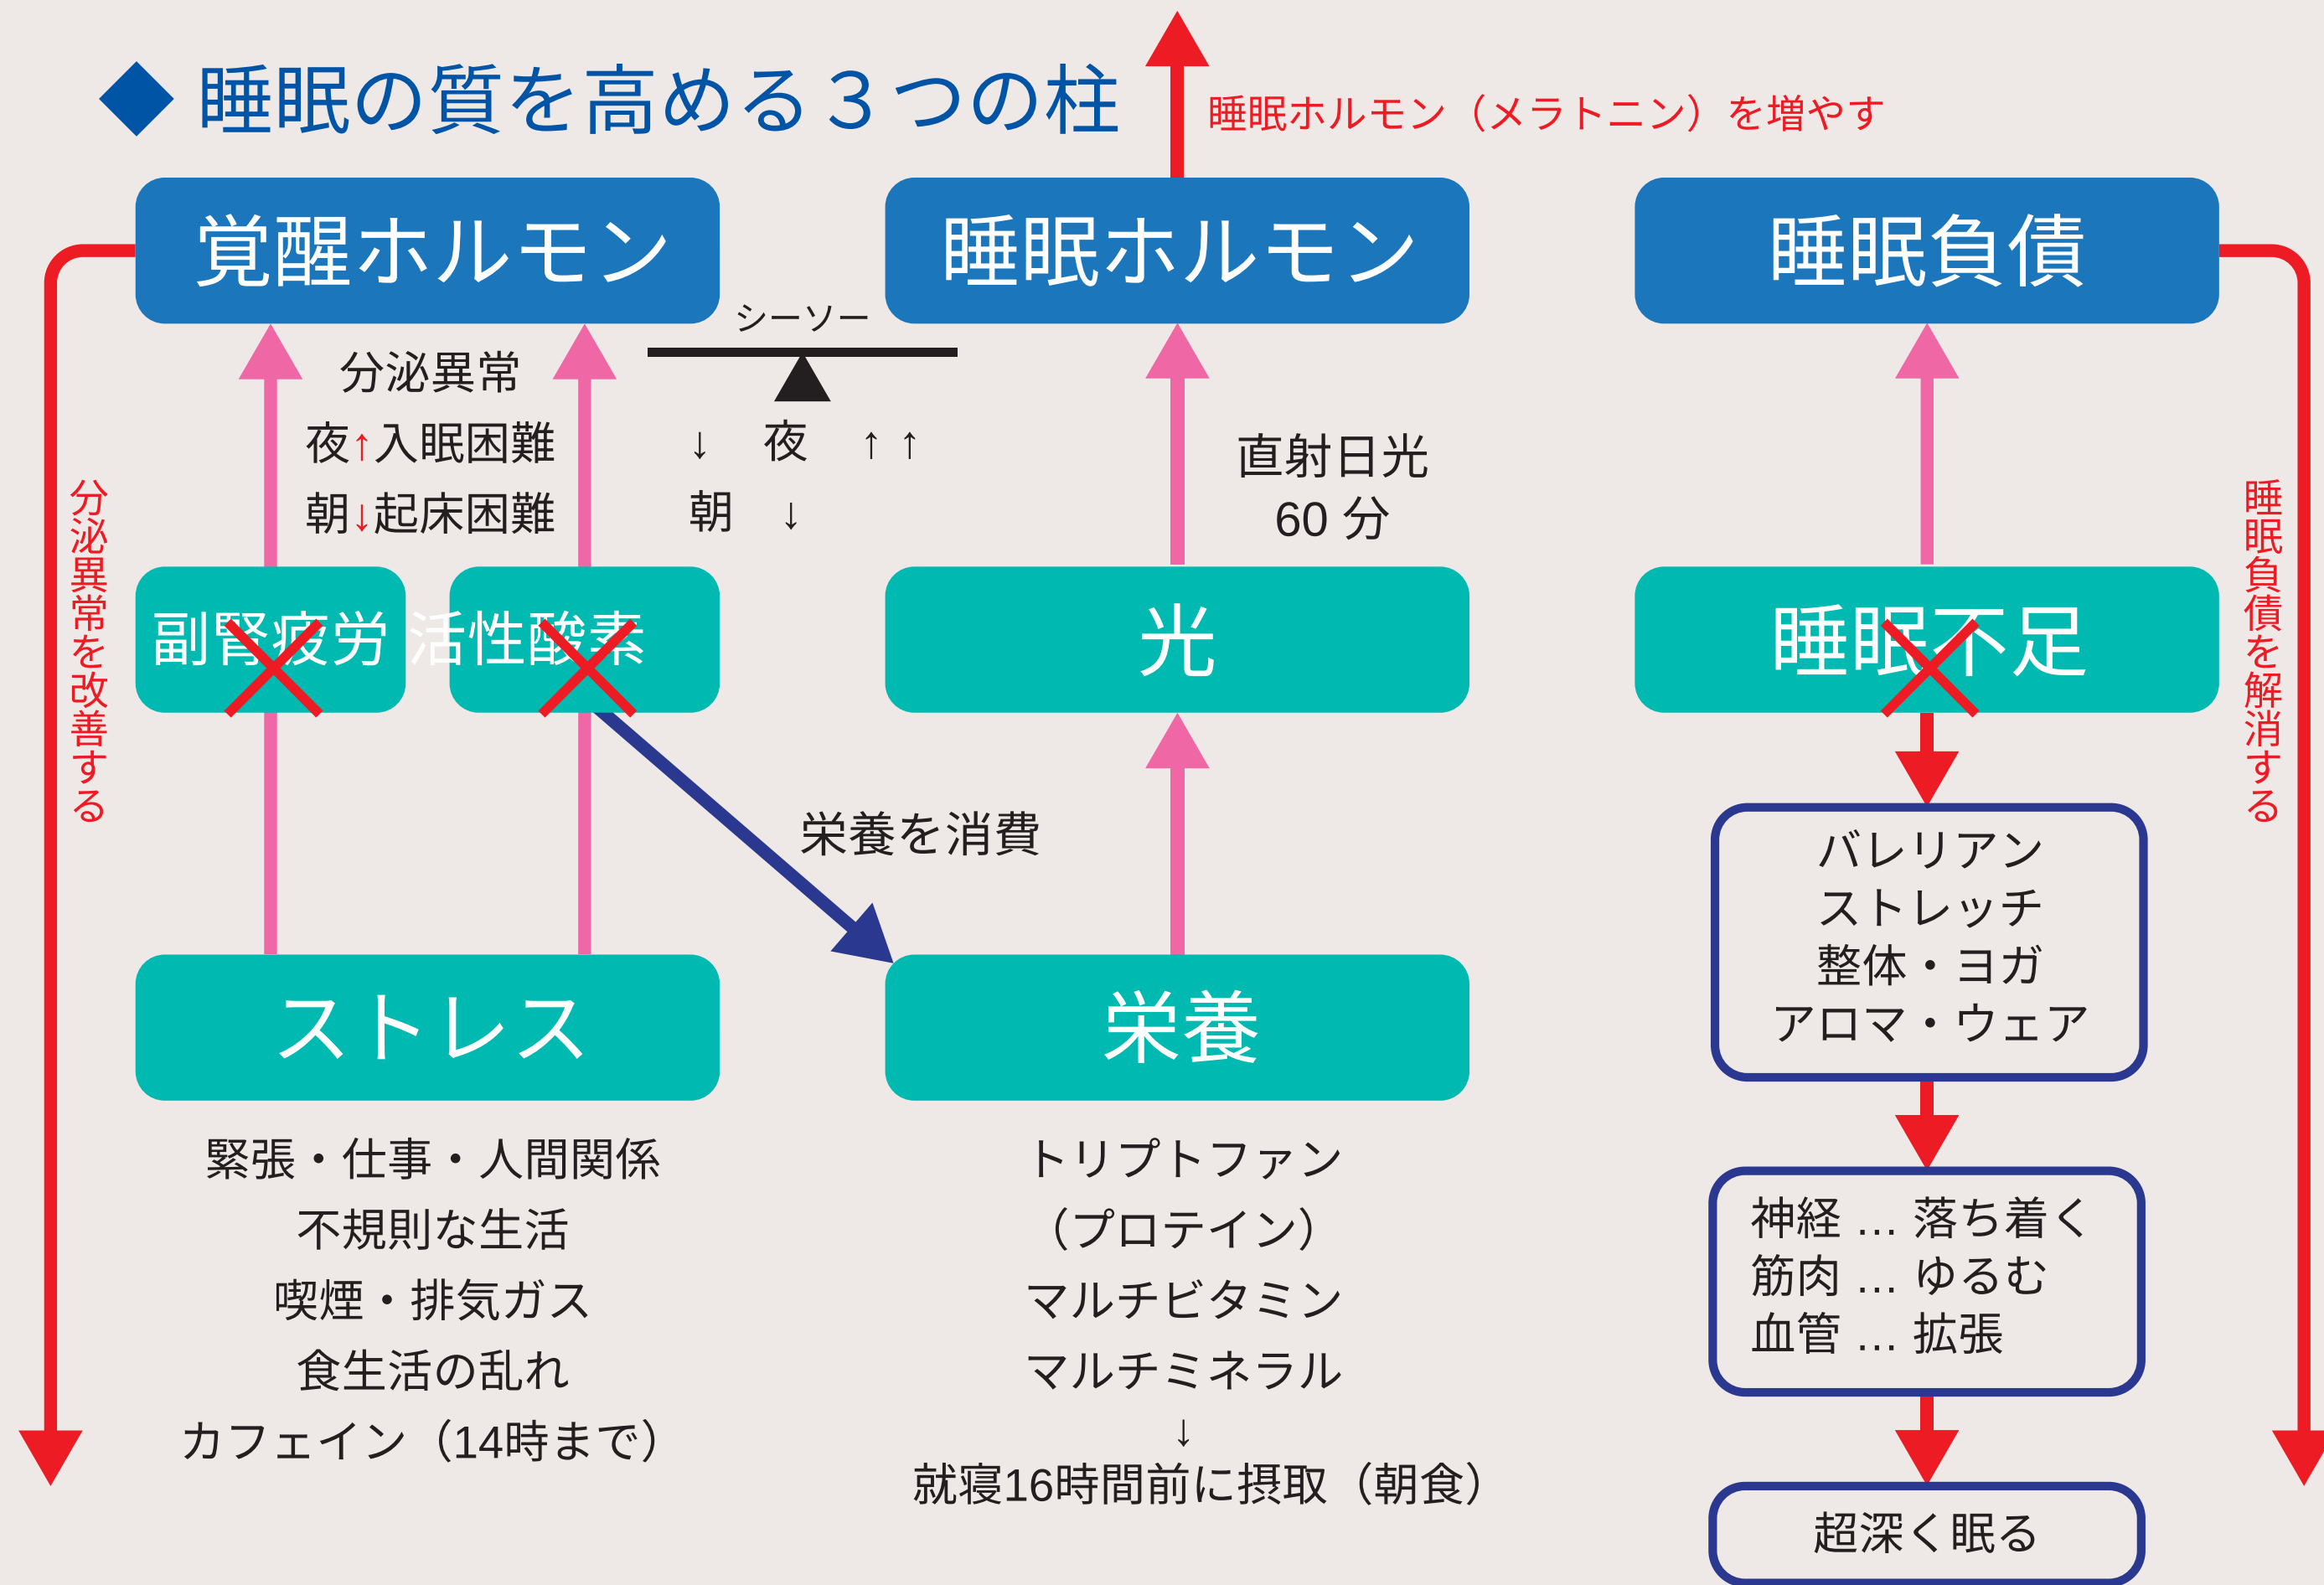 ◆ 睡眠の質を高める３つの柱
睡眠ホルモン（メラトニン）を増やす
覚醒ホルモン
睡眠ホルモン
睡眠負債
シーソー
分泌異常
夜↑入眠困難
朝↓起床困難
↓ 夜 ↑ ↑
朝 ↓
直射日光
60 分
分泌異常を改善する
睡眠負債を解消する
副腎疲労
活性酸素
光
睡眠不足
栄養を消費
バレリアン
ストレッチ
整体・ヨガ
アロマ・ウェア
ストレス
栄養
緊張・仕事・人間関係
不規則な生活
喫煙・排気ガス
食生活の乱れ
カフェイン（14時まで）
トリプトファン
（プロテイン）
マルチビタミン
マルチミネラル
↓
就寝16時間前に摂取（朝食）
神経 … 落ち着く
筋肉 … ゆるむ
血管 … 拡張
超深く眠る